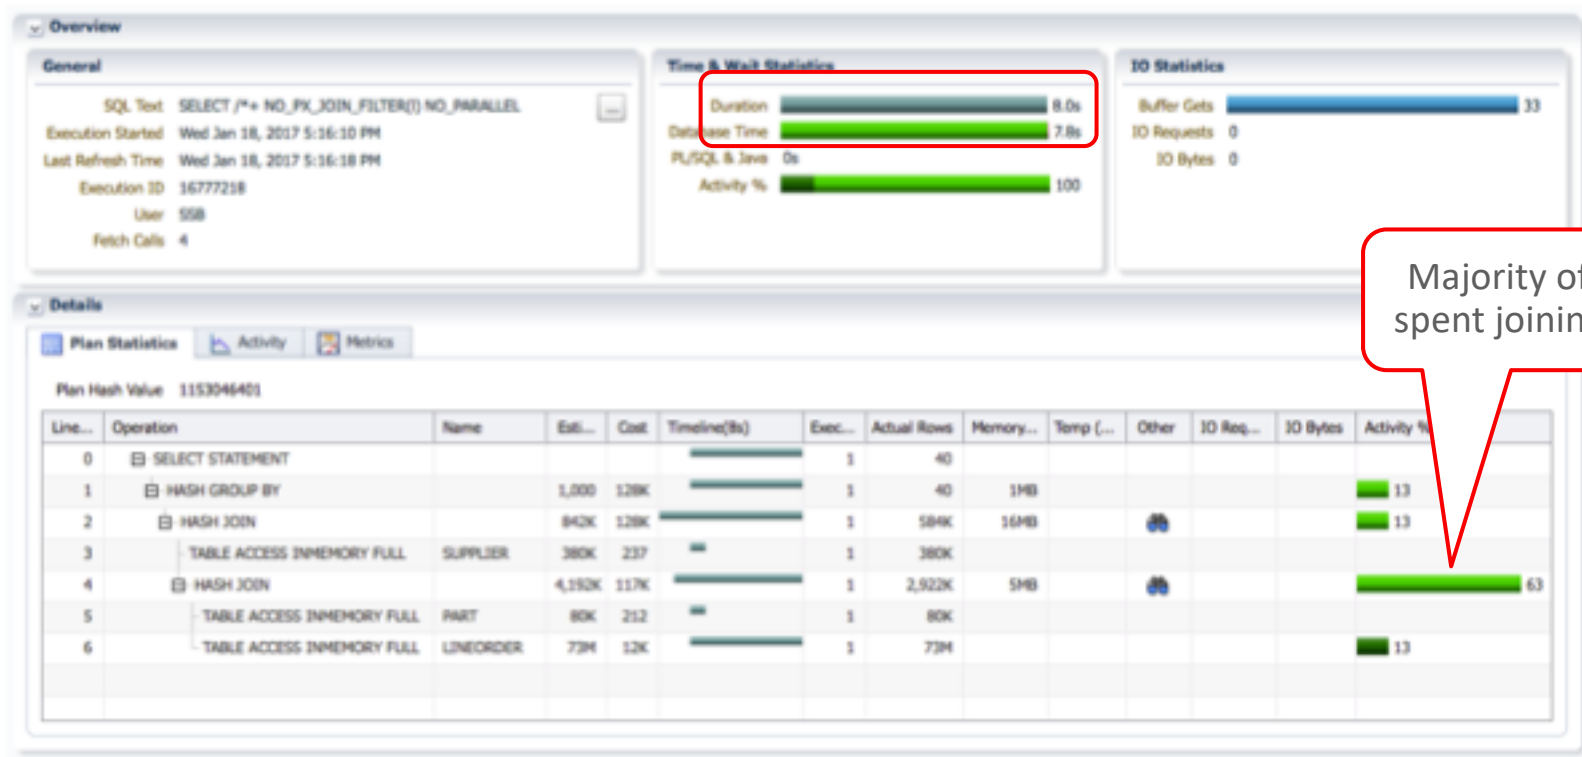 Overview
General
SQL Text SELECT /*+ NO_PX_JOIN_FILTER(l) NO_PARALLEL ...
Execution Started Wed Jan 18, 2017 5:16:10 PM
Last Refresh Time Wed Jan 18, 2017 5:16:18 PM
Execution ID 16777218
User SSB
Fetch Calls 4
Time & Wait Statistics
Duration 8.0s
Database Time 7.8s
PL/SQL & Java 0s
Activity % 100
IO Statistics
Buffer Gets 33
IO Requests 0
IO Bytes 0
Majority of
spent joinin
Details
Plan Statistics Activity Metrics
Plan Hash Value 1153046401
Line... Operation Name Esti... Cost Timeline(8s) Exec... Actual Rows Memory... Temp (... Other IO Req... IO Bytes Activity %
0 SELECT STATEMENT 1 40
1 HASH GROUP BY 1,000 128K 1 40 1MB 13
2 HASH JOIN 842K 128K 1 584K 16MB 13
3 TABLE ACCESS INMEMORY FULL SUPPLIER 380K 237 1 380K
4 HASH JOIN 4,192K 117K 1 2,922K 5MB 63
5 TABLE ACCESS INMEMORY FULL PART 80K 212 1 80K
6 TABLE ACCESS INMEMORY FULL LINEORDER 73M 12K 1 73M 13